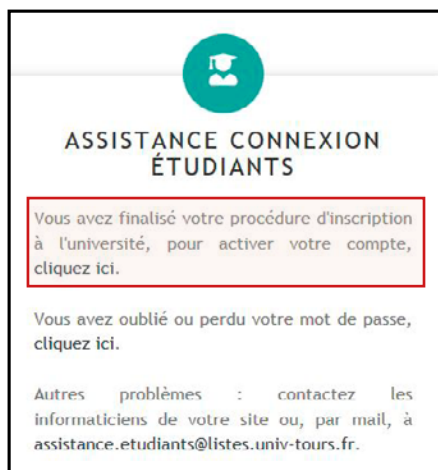 ASSISTANCE CONNEXION
ÉTUDIANTS
Vous avez finalisé votre procédure d'inscription
à l'université, pour activer votre compte,
cliquez ici.
Vous avez oublié ou perdu votre mot de passe,
cliquez ici.
Autres problèmes : contactez les
informaticiens de votre site ou, par mail, à
assistance.etudiants@listes.univ-tours.fr.